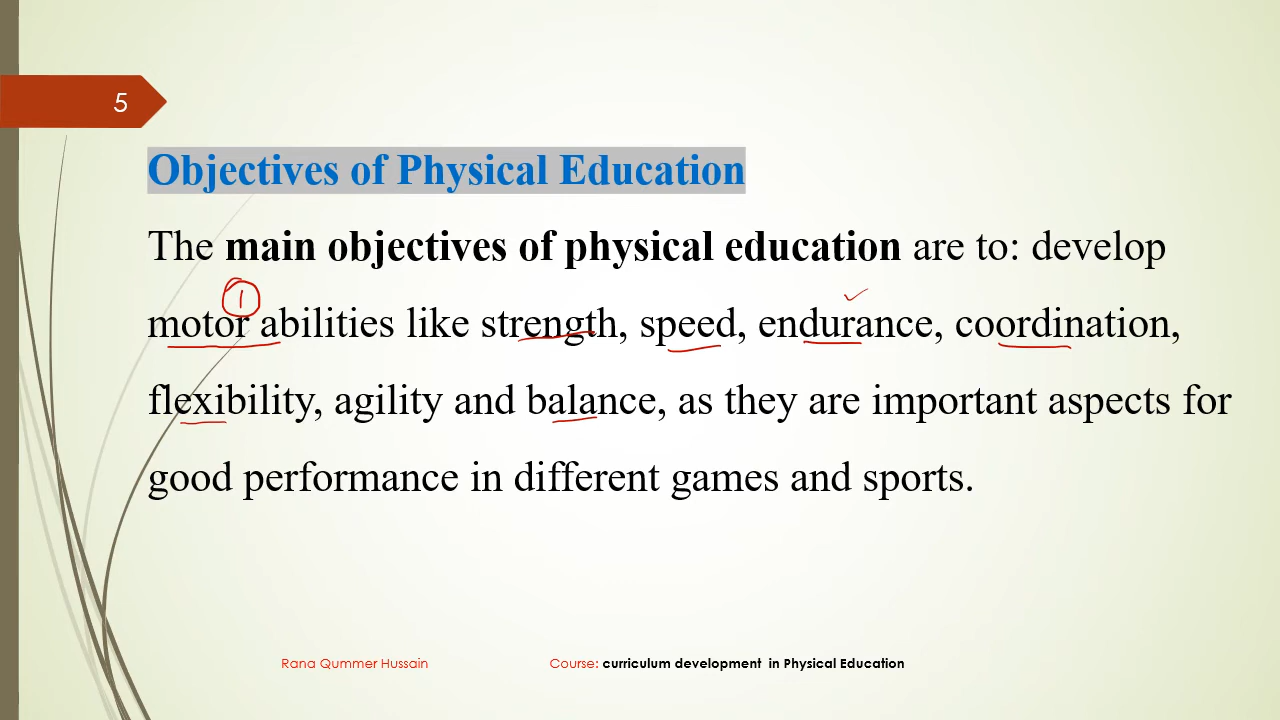 5
Objectives of Physical Education
The main objectives of physical education are to: develop
1
motor abilities like strength, speed, endurance, coordination,
flexibility, agility and balance, as they are important aspects for
good performance in different games and sports.
Rana Qummer Hussain
Course: curriculum development in Physical Education